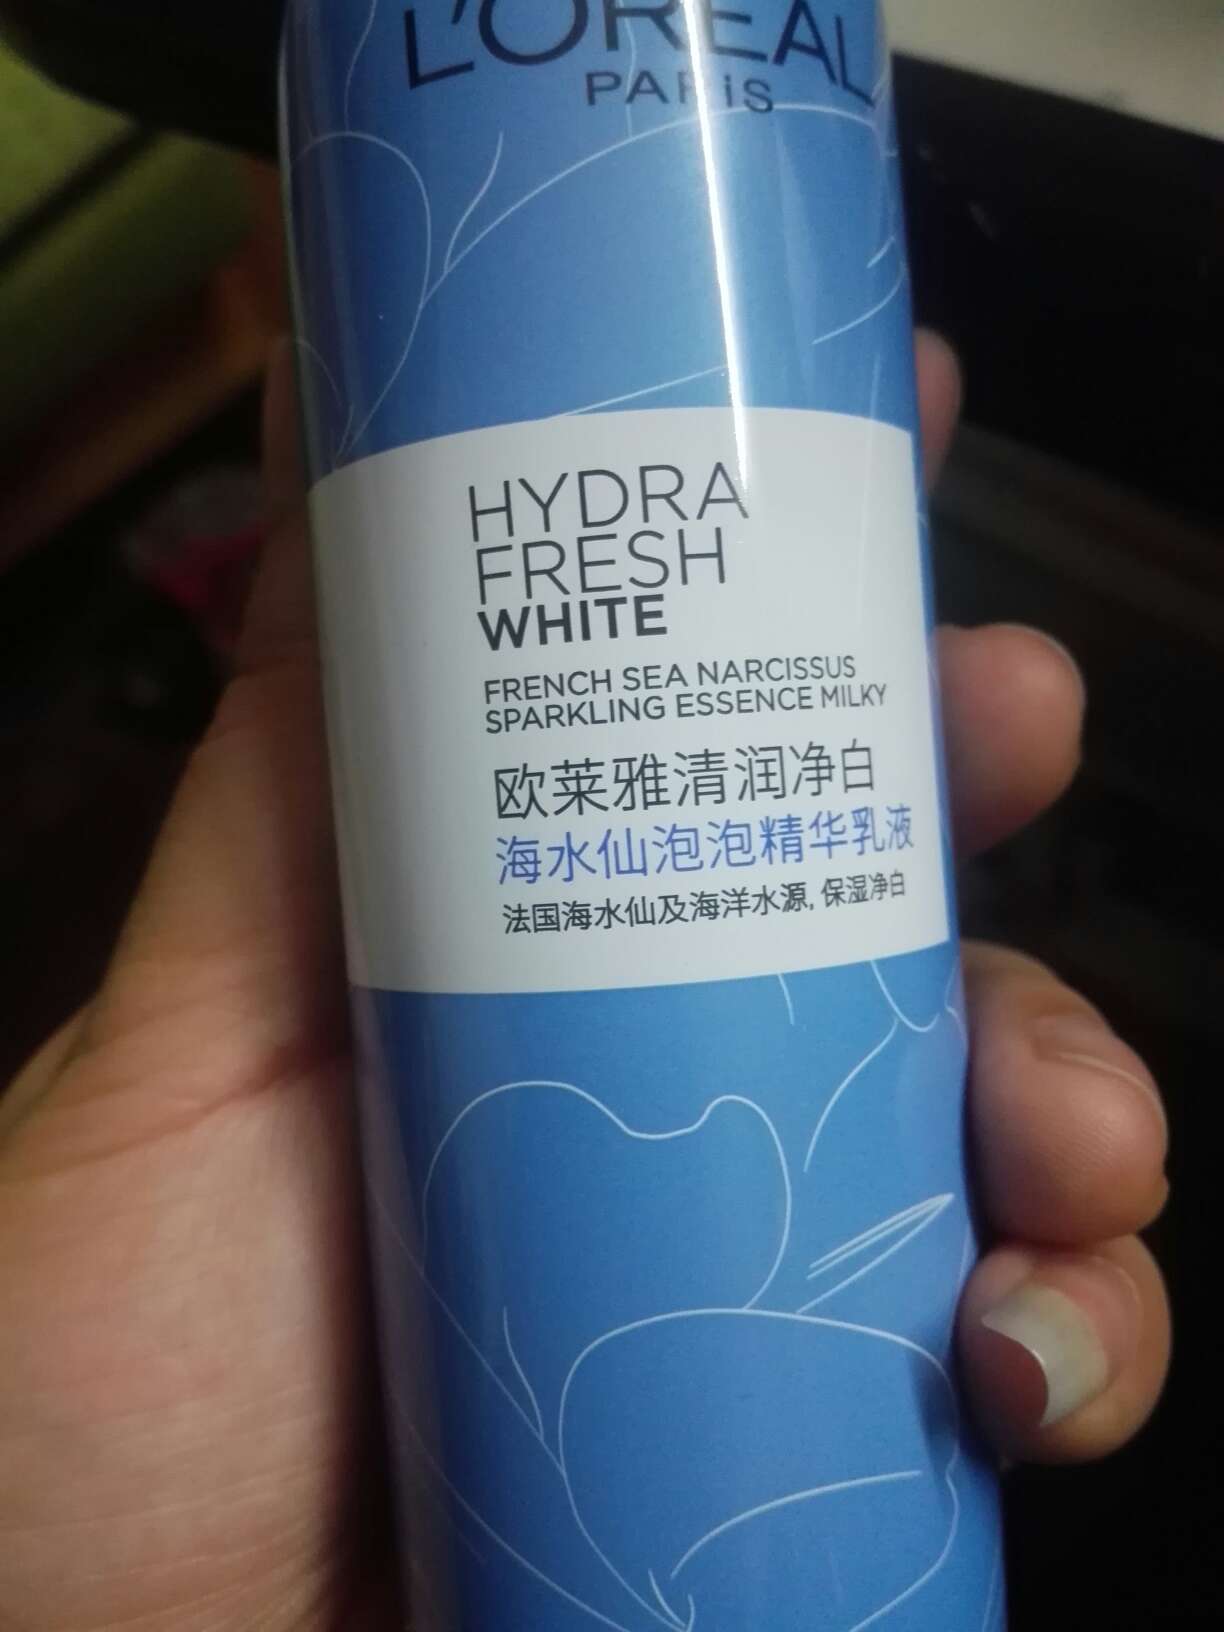 L'ORÉAL
PARIS
HYDRA
FRESH
WHITE
FRENCH SEA NARCISSUS
SPARKLING ESSENCE MILKY
欧莱雅清润净白
海水仙泡泡精华乳液
法国海水仙及海洋水源, 保湿净白